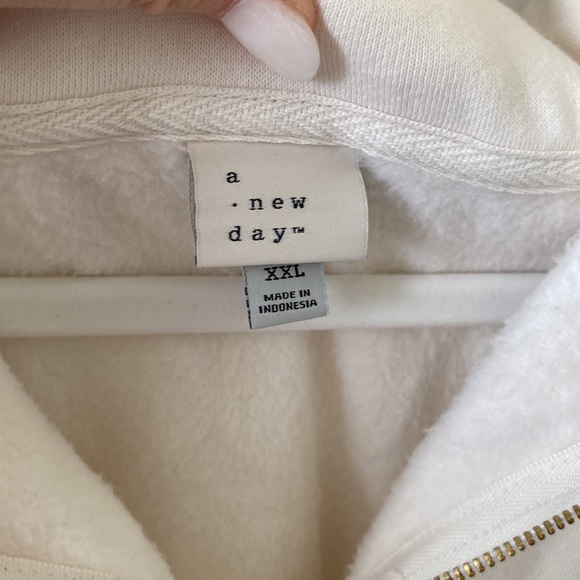 a
· new
day™
XXL
MADE IN
INDONESIA